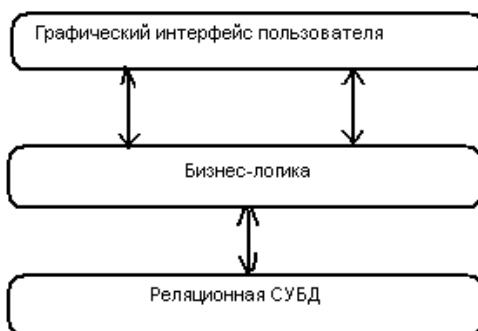 Графический интерфейс пользователя
Бизнес-логика
Реляционная СУБД